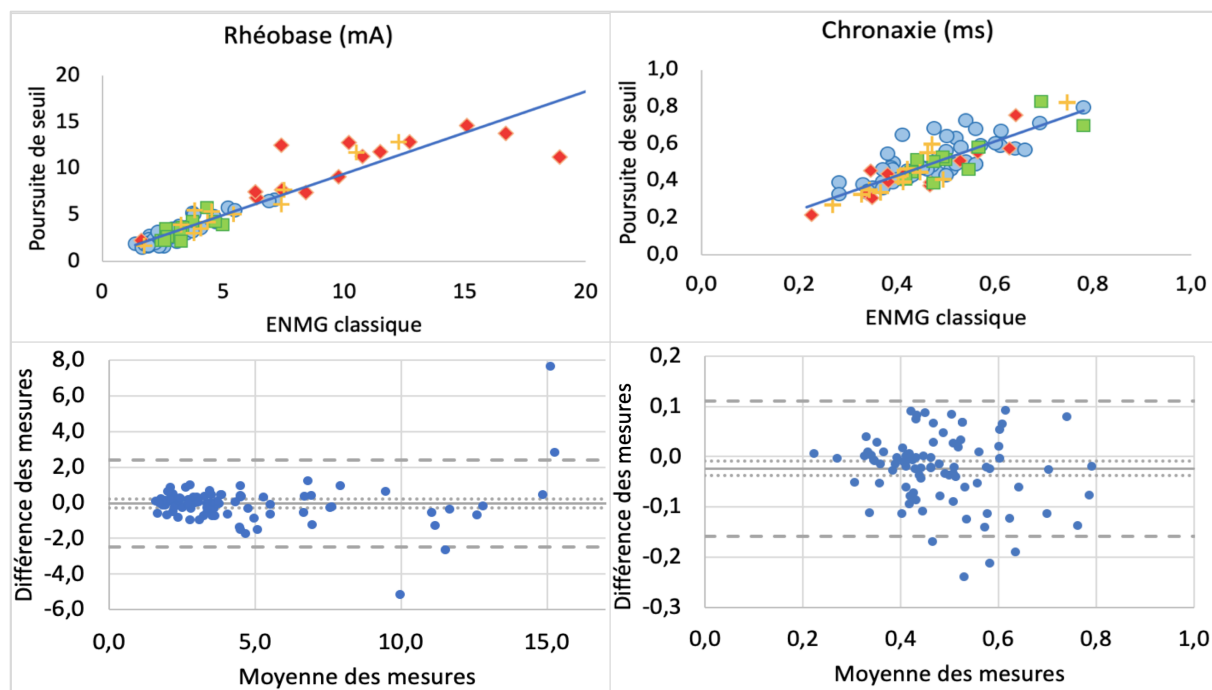 Rhéobase (mA)
Poursuite de seuil
20
15
10
5
0
0 5 10 15 20
ENMG classique
Chronaxie (ms)
Poursuite de seuil
1,0
0,8
0,6
0,4
0,2
0,0
0,0 0,2 0,4 0,6 0,8 1,0
ENMG classique
Différence des mesures
8,0
6,0
4,0
2,0
0,0
-2,0
-4,0
-6,0
0,0 5,0 10,0 15,0
Moyenne des mesures
Différence des mesures
0,2
0,1
0,0
-0,1
-0,2
-0,3
0,0 0,2 0,4 0,6 0,8 1,0
Moyenne des mesures